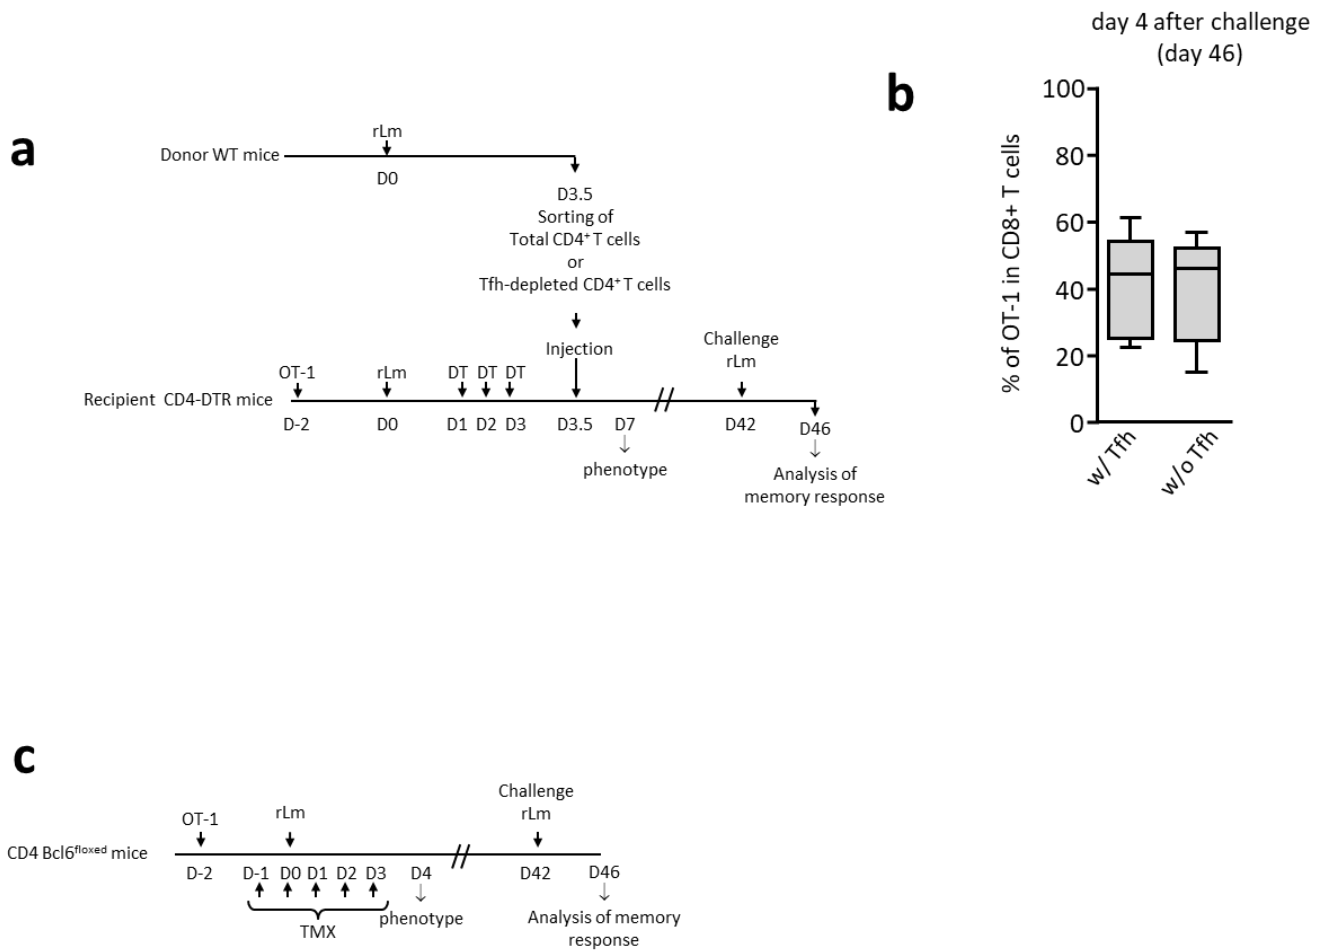 day 4 after challenge
(day 46)
b
100
80
60
40
20
0
% of OT-1 in CD8+ T cells
w/ Tfh
w/o Tfh
a
rLm
Donor WT mice
D0
D3.5
Sorting of
Total CD4⁺ T cells
or
Tfh-depleted CD4⁺ T cells
Injection
Challenge
rLm
OT-1
rLm
DT DT DT
Recipient CD4-DTR mice
D-2
D0
D1 D2 D3
D3.5
D7
D42
D46
phenotype
Analysis of
memory response
c
Challenge
rLm
OT-1
rLm
CD4 Bcl6floxed mice
D-2
D-1 D0 D1 D2 D3
D4
D42
D46
TMX
phenotype
Analysis of memory
response